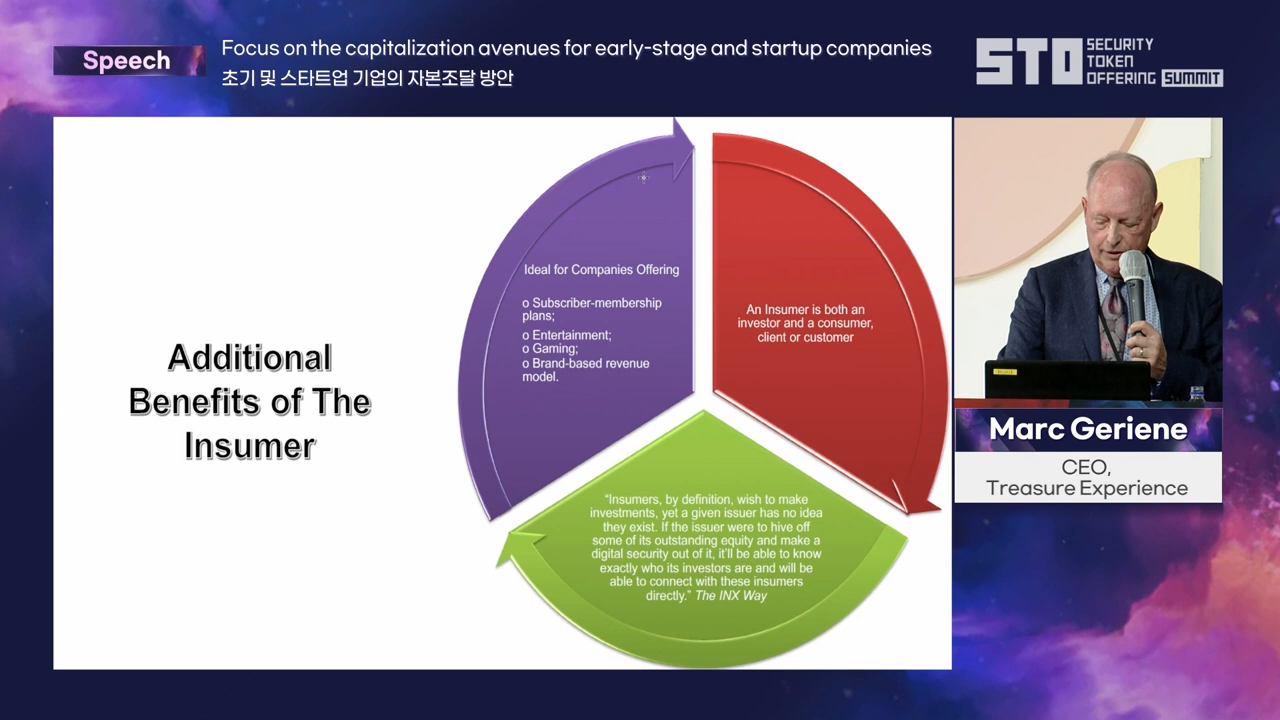 Speech
Focus on the capitalization avenues for early-stage and startup companies
초기 및 스타트업 기업의 자본조달 방안
STO
SECURITY
TOKEN
OFFERING SUMMIT
Additional
Benefits of The
Insumer
Ideal for Companies Offering
o Subscriber-membership
plans;
o Entertainment;
o Gaming;
o Brand-based revenue
model.
An Insumer is both an
investor and a consumer,
client or customer
“Insumers, by definition, wish to make
investments, yet a given issuer has no idea
they exist. If the issuer were to hive off
some of its outstanding equity and make a
digital security out of it, it’ll be able to know
exactly who its investors are and will be
able to connect with these insumers
directly.” The INX Way
Marc Geriene
CEO,
Treasure Experience